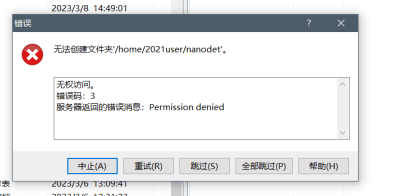 2023/3/8 14:49:01
错误
无法创建文件夹'/home/2021user/nanodet'。
无权访问。
错误码：3
服务器返回的错误消息：Permission denied
中止(A)
重试(R)
跳过(S)
全部跳过(P)
帮助(H)
表
2023/3/6 13:09:41